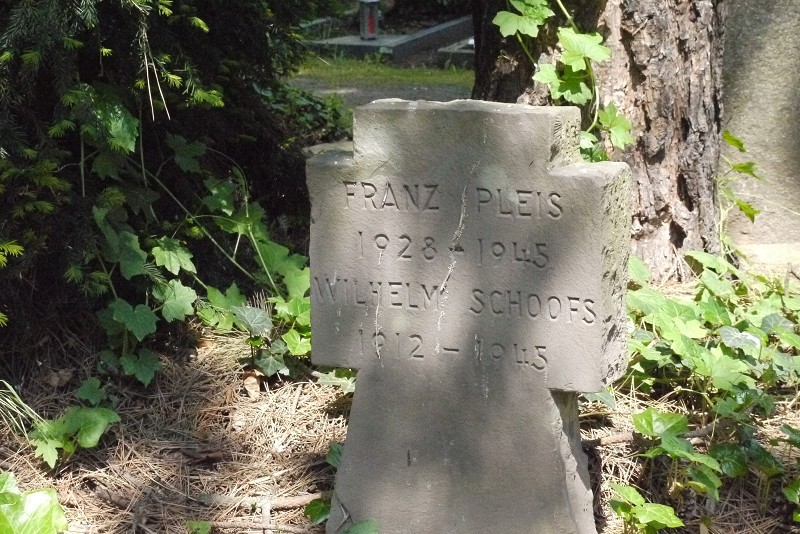 FRANZ PLEIS
1928 - 1945
WILHELM SCHOOFS
1912 - 1945